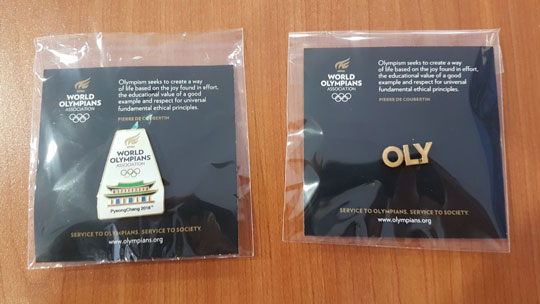 WORLD
OLYMPIANS
ASSOCIATION
Olympism seeks to create a way
of life based on the joy found in effort,
the educational value of a good
example and respect for universal
fundamental ethical principles.
PIERRE DE COUBERTIN
WORLD
OLYMPIANS
ASSOCIATION
PyeongChang 2018
SERVICE TO OLYMPIANS. SERVICE TO SOCIETY.
www.olympians.org
WORLD
OLYMPIANS
ASSOCIATION
Olympism seeks to create a way
of life based on the joy found in effort,
the educational value of a good
example and respect for universal
fundamental ethical principles.
PIERRE DE COUBERTIN
OLY
SERVICE TO OLYMPIANS. SERVICE TO SOCIETY.
www.olympians.org